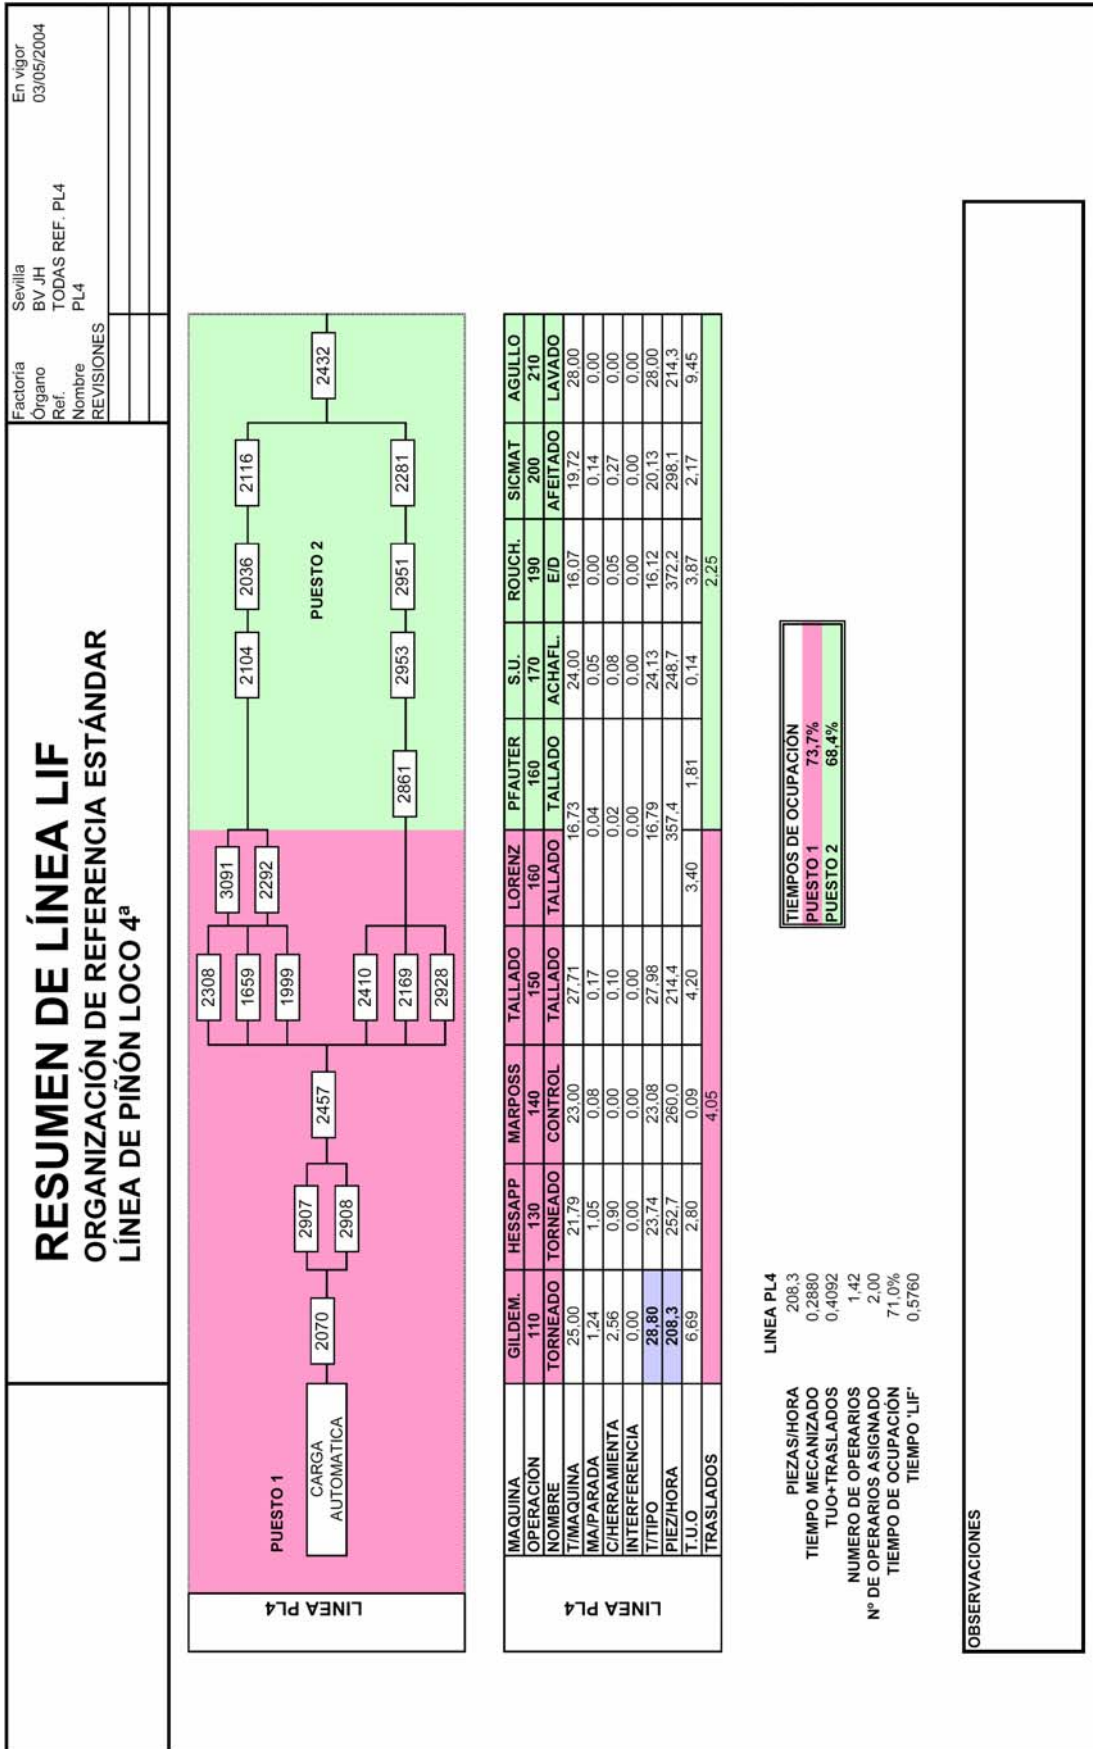 RESUMEN DE LÍNEA LIF
ORGANIZACIÓN DE REFERENCIA ESTÁNDAR
LÍNEA DE PIÑÓN LOCO 4ª
Factoría Sevilla En vigor
Órgano BV JH 03/05/2004
Ref. TODAS REF. PL4
Nombre PL4
REVISIONES
LINEA PL4
PUESTO 1
CARGA
AUTOMATICA
2070
2907
2908
2457
2308
1659
1999
2410
2169
2928
3091
2292
PUESTO 2
2861
2104
2036
2116
2953
2951
2281
2432
LINEA PL4
MAQUINA GILDEM. HESSAPP MARPOSS TALLADO LORENZ PFAUTER S.U. ROUCH. SICMAT AGULLO
OPERACIÓN 110 130 140 150 160 160 170 190 200 210
NOMBRE TORNEADO TORNEADO CONTROL TALLADO TALLADO TALLADO ACHAFL. E/D AFEITADO LAVADO
T/MAQUINA 25,00 21,79 23,00 27,71 16,73 24,00 16,07 19,72 28,00
MA/PARADA 1,24 1,05 0,08 0,17 0,04 0,05 0,00 0,14 0,00
C/HERRAMIENTA 2,56 0,90 0,00 0,10 0,02 0,08 0,05 0,27 0,00
INTERFERENCIA 0,00 0,00 0,00 0,00 0,00 0,00 0,00 0,00 0,00
T/TIPO 28,80 23,74 23,08 27,98 16,79 24,13 16,12 20,13 28,00
PIEZ/HORA 208,3 252,7 260,0 214,4 357,4 248,7 372,2 298,1 214,3
T.U.O 6,69 2,80 0,09 4,20 3,40 1,81 0,14 3,87 2,17 9,45
TRASLADOS 4,05 2,25
LINEA PL4
PIEZAS/HORA 208,3
TIEMPO MECANIZADO 0,2880
TUO+TRASLADOS 0,4092
NUMERO DE OPERARIOS 1,42
Nº DE OPERARIOS ASIGNADO 2,00
TIEMPO DE OCUPACIÓN 71,0%
TIEMPO 'LIF' 0,5760
TIEMPOS DE OCUPACIÓN
PUESTO 1 73,7%
PUESTO 2 68,4%
OBSERVACIONES